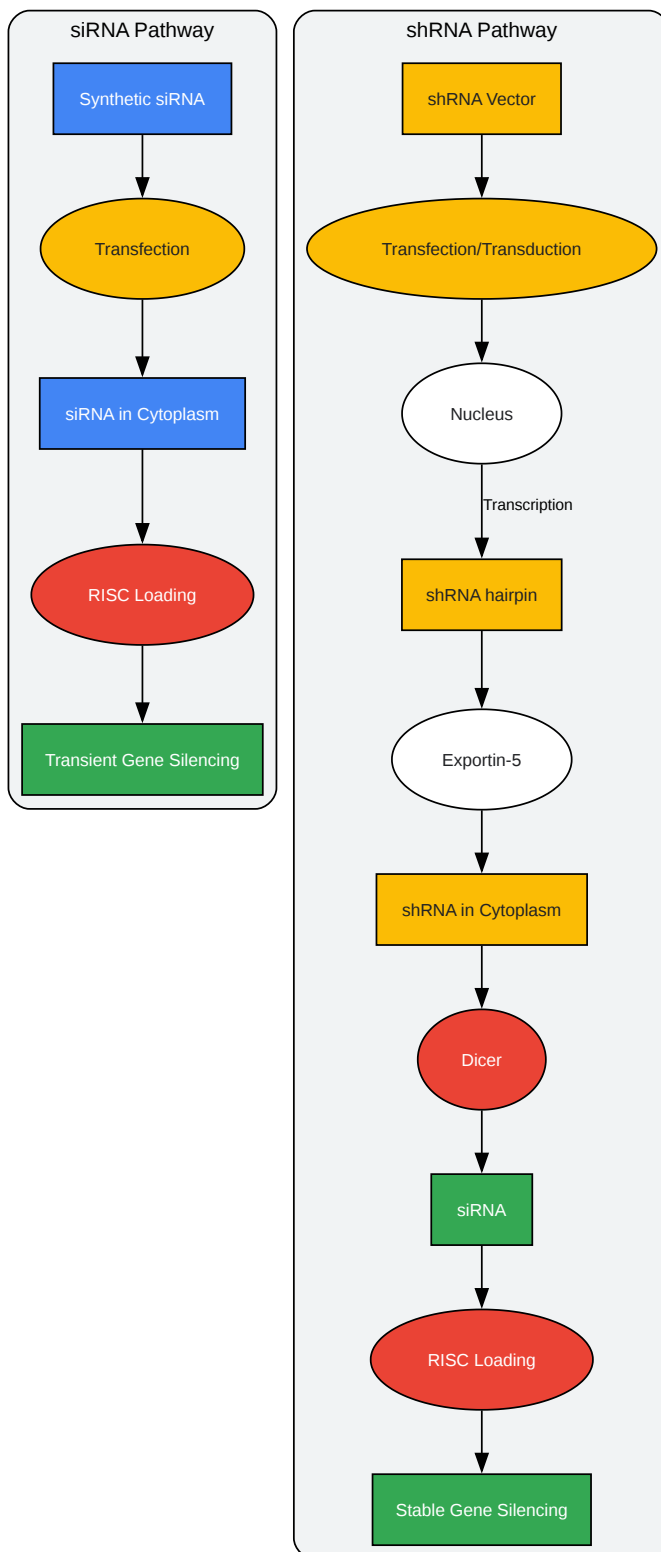 siRNA Pathway
Synthetic siRNA
Transfection
siRNA in Cytoplasm
RISC Loading
Transient Gene Silencing
shRNA Pathway
shRNA Vector
Transfection/Transduction
Nucleus
Transcription
shRNA hairpin
Exportin-5
shRNA in Cytoplasm
Dicer
siRNA
RISC Loading
Stable Gene Silencing